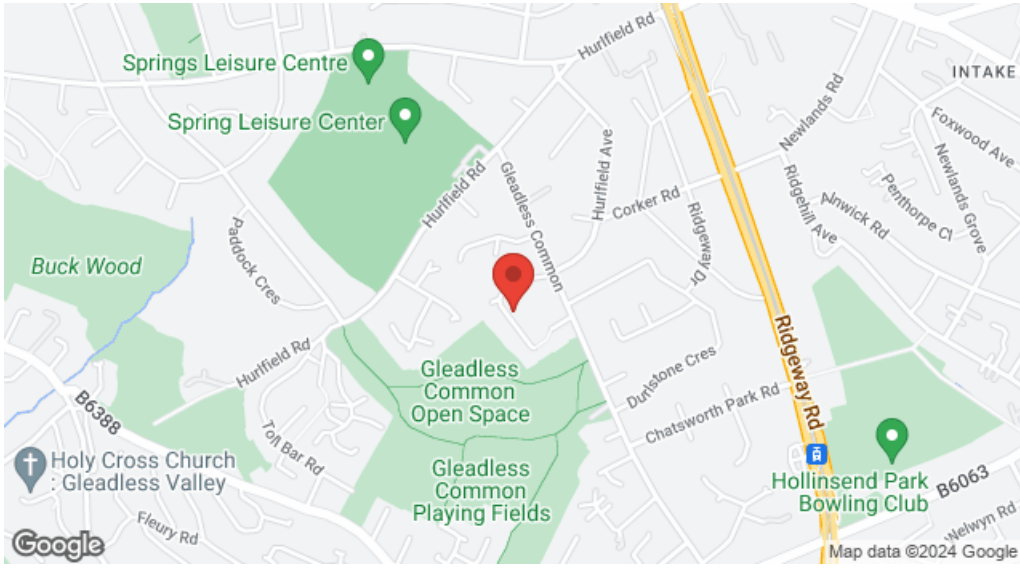 Hurlfield Rd
Springs Leisure Centre
INTAKE
Spring Leisure Center
Newlands Rd
Foxwood Ave
Hurlfield Ave
Gleadless Common
Newlands Grove
Hurlfield Rd
Corker Rd
Penthorpe Cl
Alnwick Rd
Ridgehill Ave
Ridgeway Dr
Paddock Cres
Buck Wood
Hurlfield Rd
Ridgeway Rd
Gleadless
Common
Open Space
Durlstone Cres
Chatsworth Park Rd
B6388
Toll Bar Rd
Holy Cross Church
: Gleadless Valley
Gleadless
Common
Playing Fields
Hollinsend Park
Bowling Club
B6063
Welwyn Rd
Fleury Rd
Google
Map data ©2024 Google